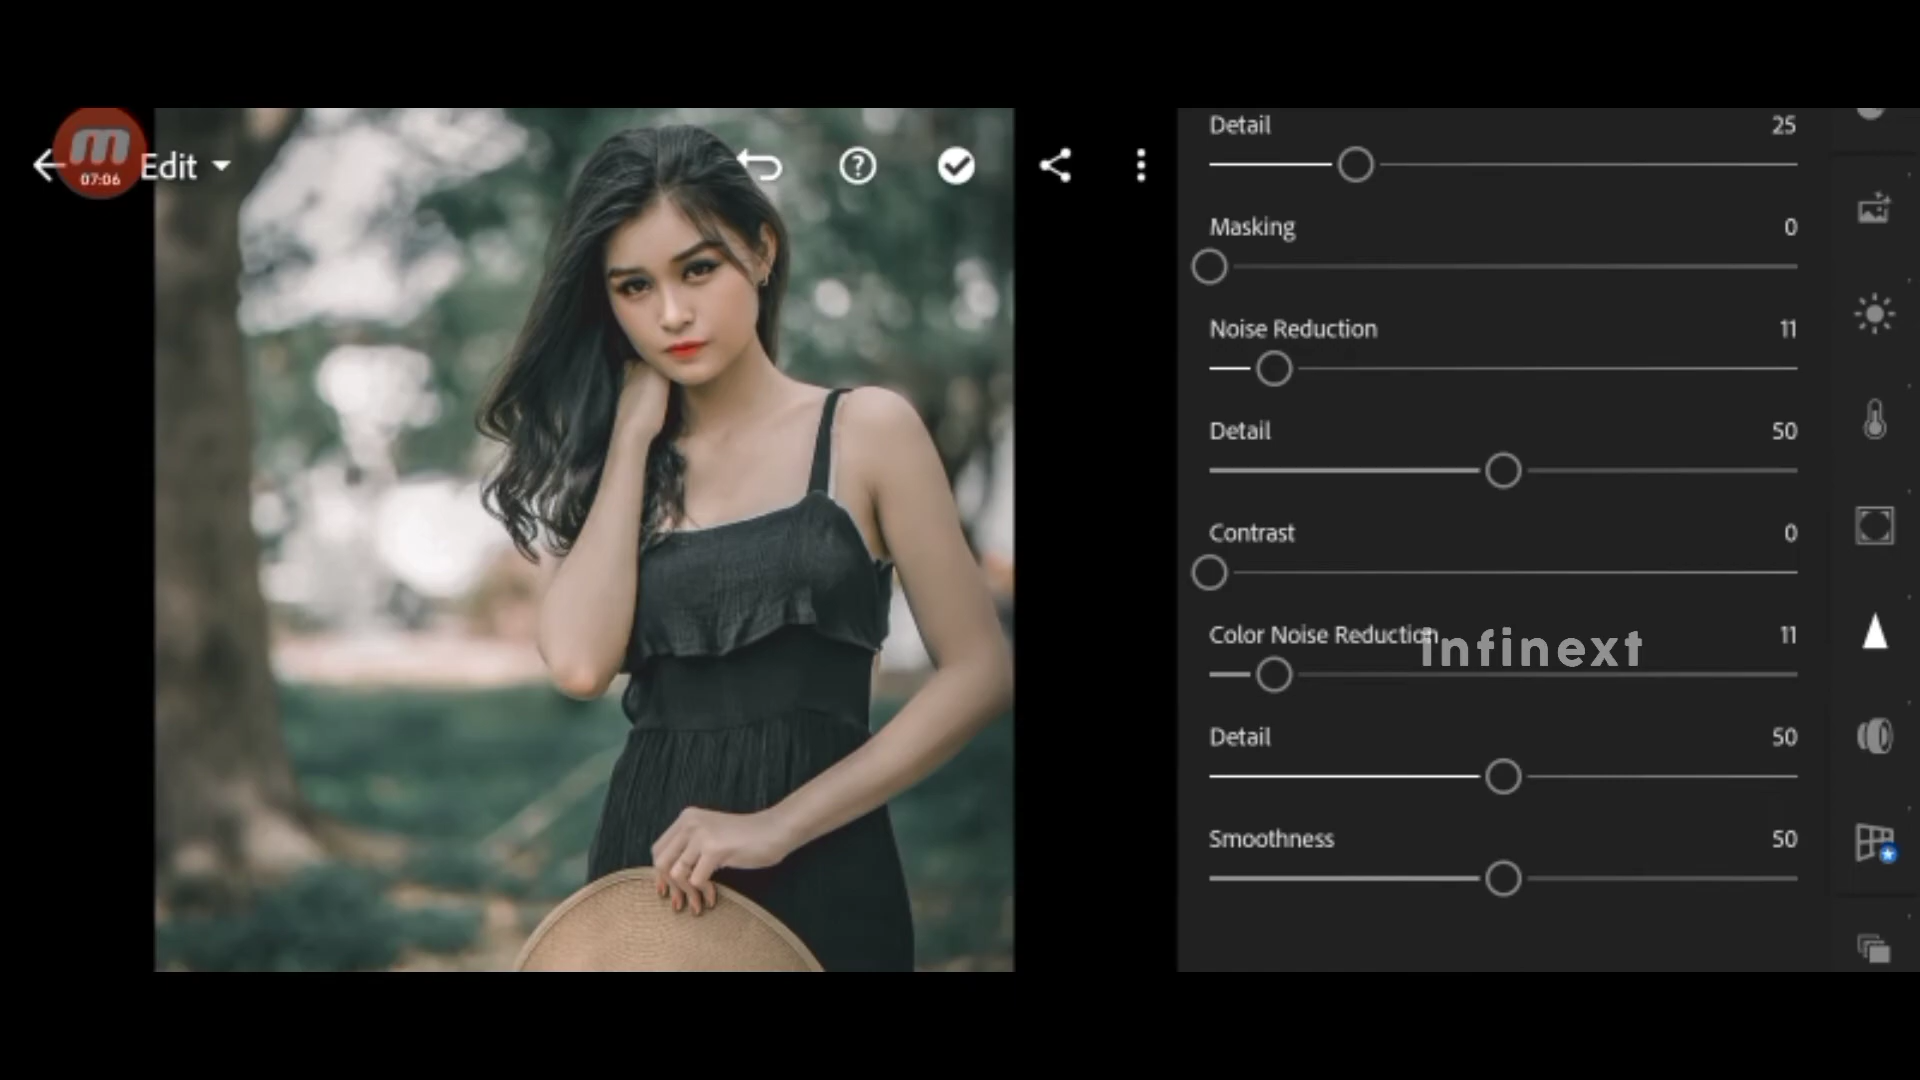 m
07:06
Edit
Detail 25
Masking 0
Noise Reduction 11
Detail 50
Contrast 0
Color Noise Reduction 11
infinext
Detail 50
Smoothness 50